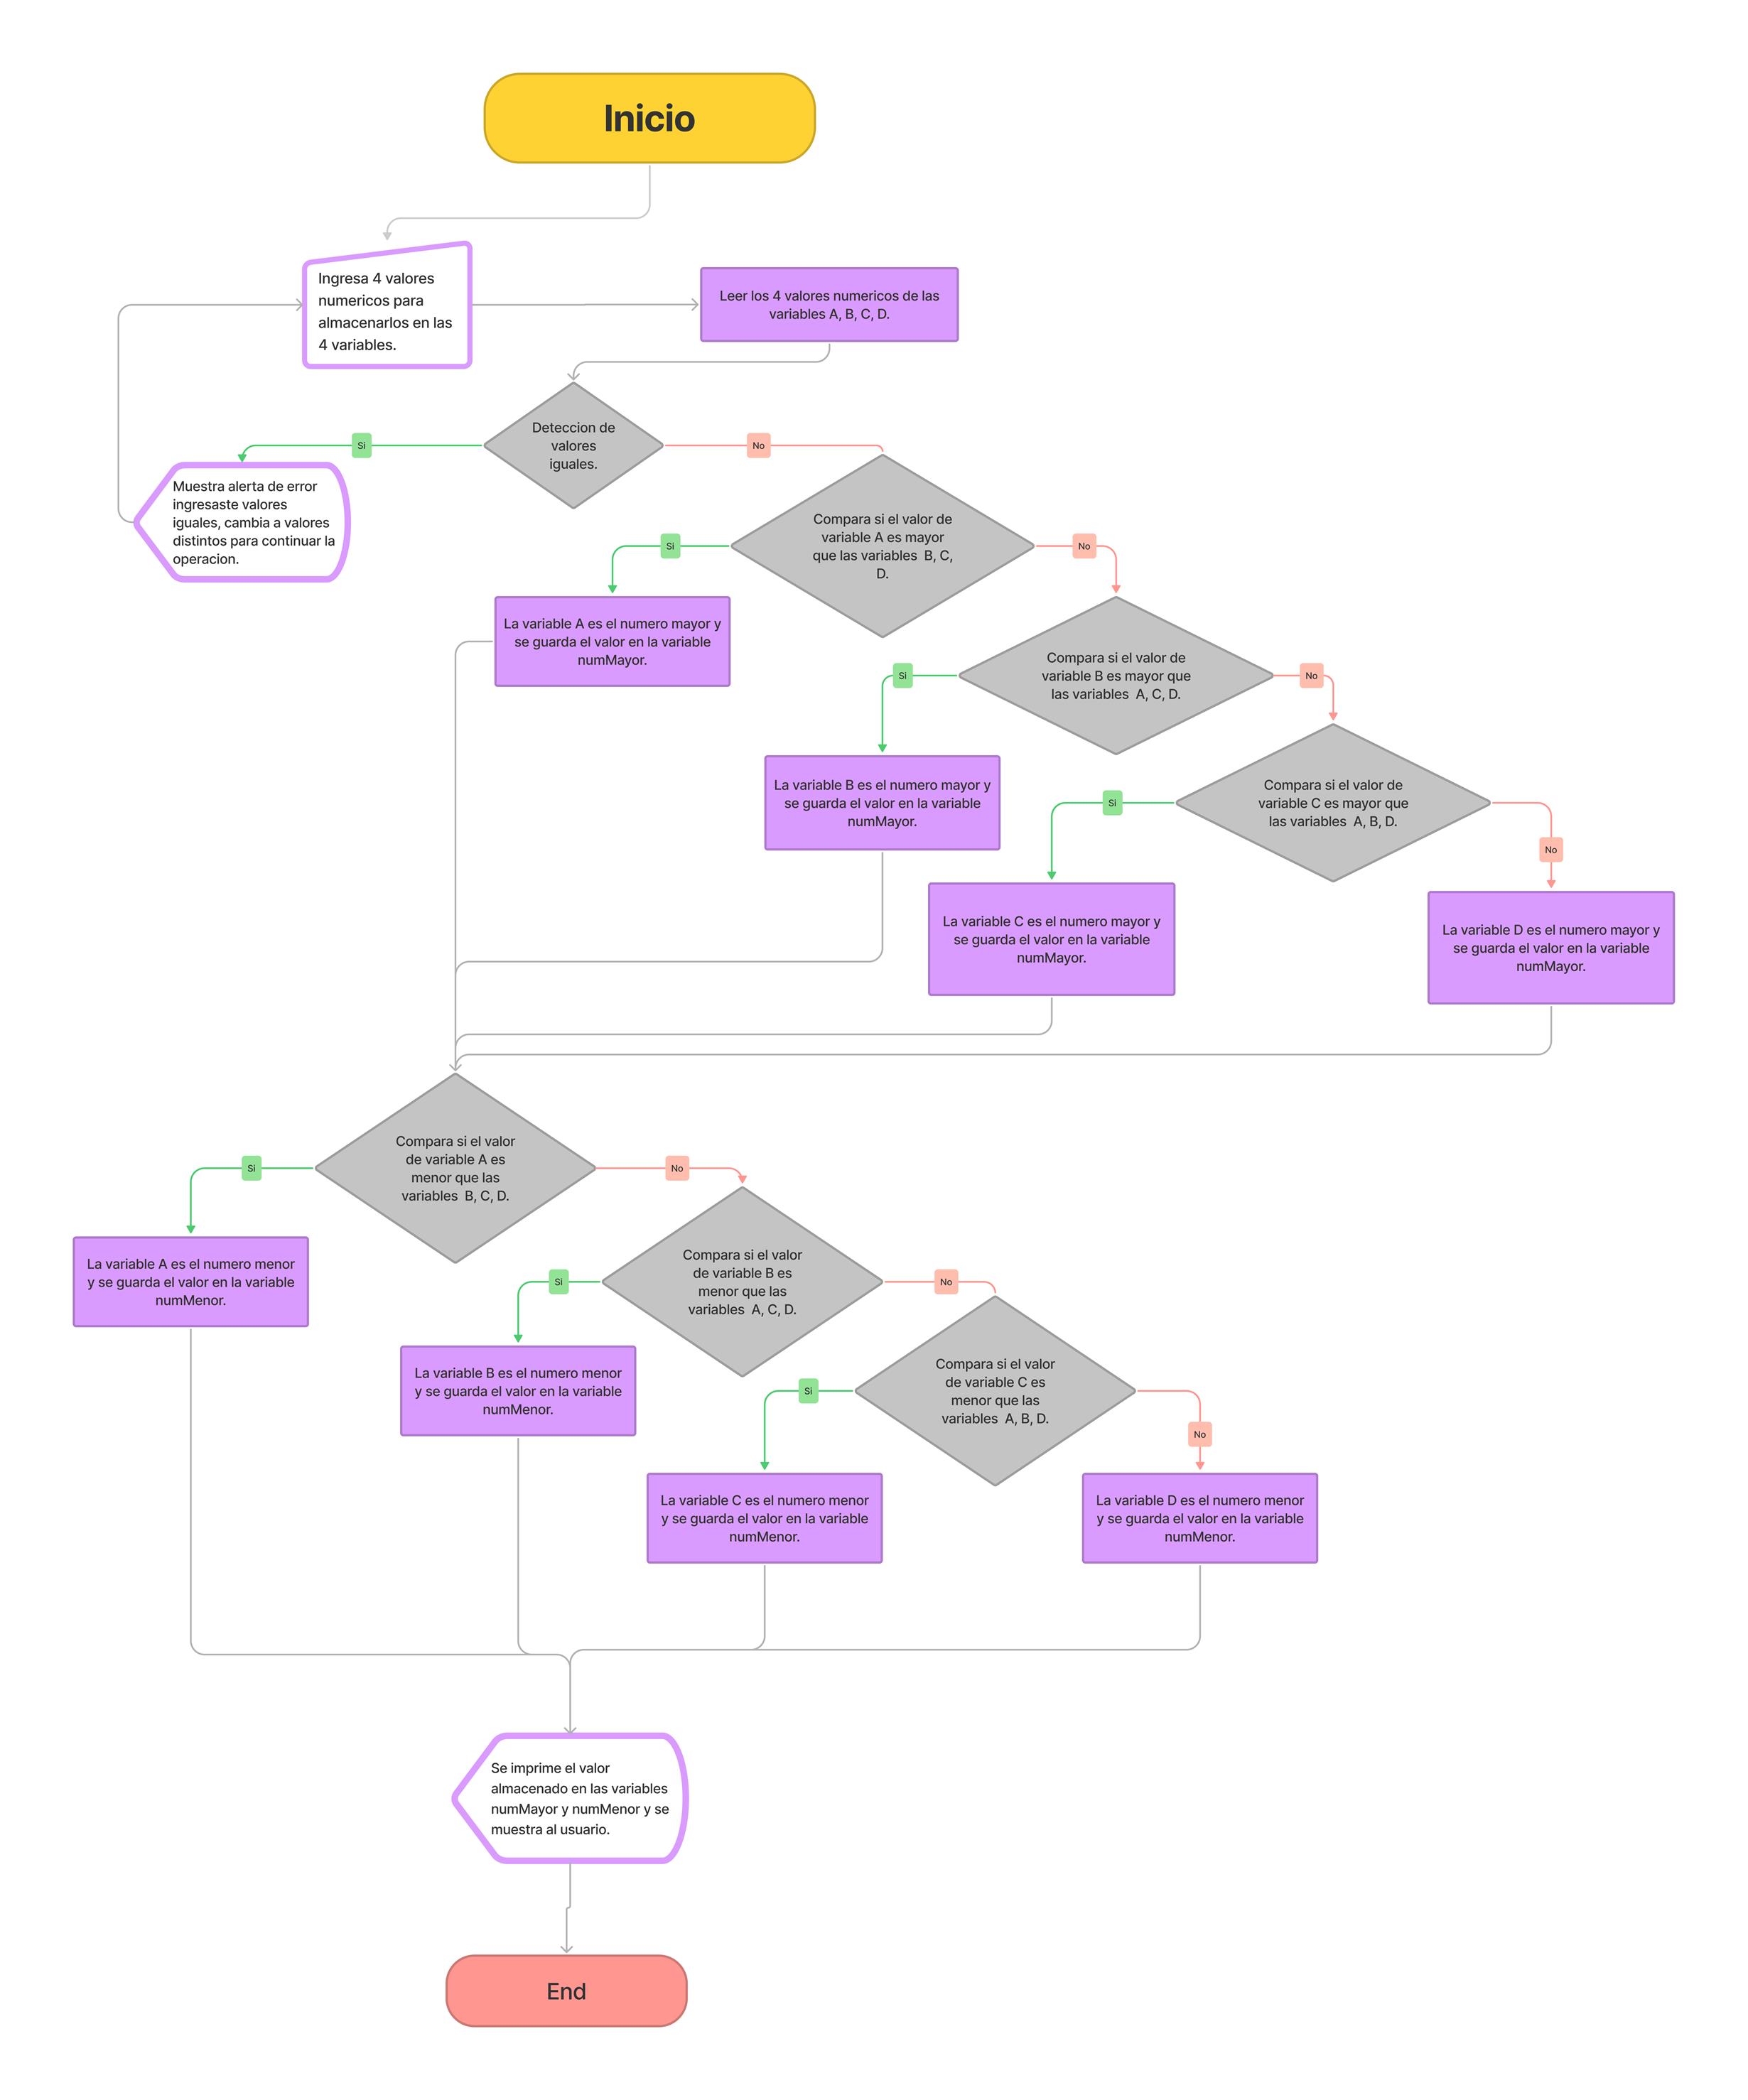 Inicio
Ingresa 4 valores
numericos para
almacenarlos en las
4 variables.
Leer los 4 valores numericos de las
variables A, B, C, D.
Deteccion de
valores
iguales.
Si
No
Muestra alerta de error
ingresaste valores
iguales, cambia a valores
distintos para continuar la
operacion.
Compara si el valor de
variable A es mayor
que las variables  B, C,
D.
Si
No
La variable A es el numero mayor y
se guarda el valor en la variable
numMayor.
Compara si el valor de
variable B es mayor que
las variables  A, C, D.
Si
No
La variable B es el numero mayor y
se guarda el valor en la variable
numMayor.
Compara si el valor de
variable C es mayor que
las variables  A, B, D.
Si
No
La variable C es el numero mayor y
se guarda el valor en la variable
numMayor.
La variable D es el numero mayor y
se guarda el valor en la variable
numMayor.
Compara si el valor
de variable A es
menor que las
variables  B, C, D.
Si
No
La variable A es el numero menor
y se guarda el valor en la variable
numMenor.
Compara si el valor
de variable B es
menor que las
variables  A, C, D.
Si
No
La variable B es el numero menor
y se guarda el valor en la variable
numMenor.
Compara si el valor
de variable C es
menor que las
variables  A, B, D.
Si
No
La variable C es el numero menor
y se guarda el valor en la variable
numMenor.
La variable D es el numero menor
y se guarda el valor en la variable
numMenor.
Se imprime el valor
almacenado en las variables
numMayor y numMenor y se
muestra al usuario.
End